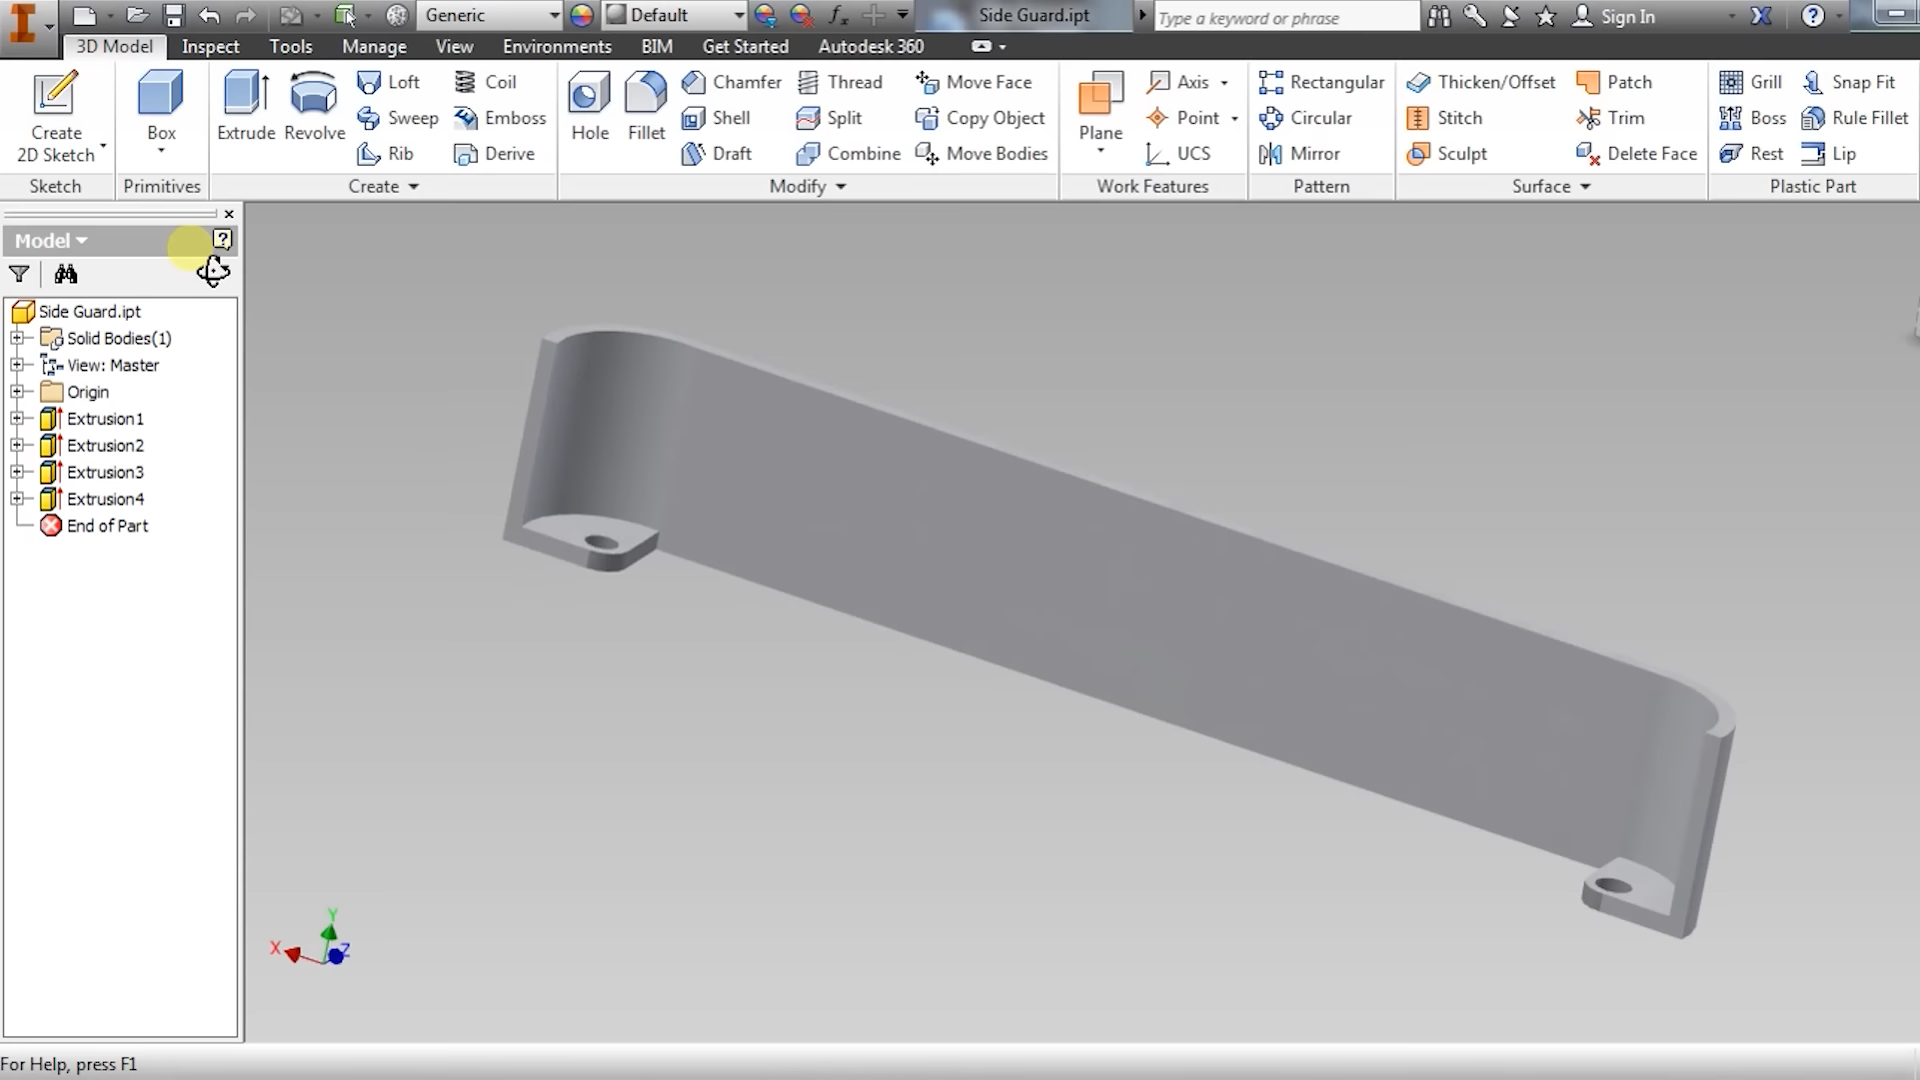 Generic Default fx Side Guard.ipt Type a keyword or phrase Sign In ?
3D Model Inspect Tools Manage View Environments BIM Get Started Autodesk 360
Create 2D Sketch
Sketch
Box
Primitives
Extrude Revolve
Loft Coil
Sweep Emboss
Rib Derive
Create
Hole Fillet
Chamfer Thread Move Face
Shell Split Copy Object
Draft Combine Move Bodies
Modify
Plane
Axis
Point
UCS
Work Features
Rectangular
Circular
Mirror
Pattern
Thicken/Offset Patch
Stitch Trim
Sculpt Delete Face
Surface
Grill Snap Fit
Boss Rule Fillet
Rest Lip
Plastic Part
Model ?
Side Guard.ipt
Solid Bodies(1)
View: Master
Origin
Extrusion1
Extrusion2
Extrusion3
Extrusion4
End of Part
Y
X Z
For Help, press F1